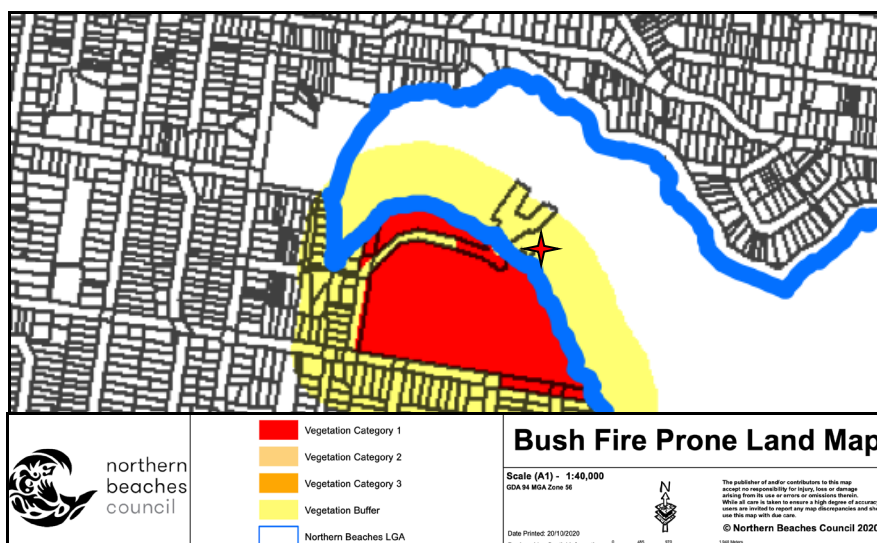 northern
beaches
council
Vegetation Category 1
Vegetation Category 2
Vegetation Category 3
Vegetation Buffer
Northern Beaches LGA
Bush Fire Prone Land Map
Scale (A1) - 1:40,000
GDA 94 MGA Zone 56
N
Date Printed: 20/10/2020
The publisher of and/or contributors to this map
accept no responsibility for injury, loss or damage
arising from its use or errors or omissions therein.
While all care is taken to ensure a high degree of accuracy,
users are invited to report any map discrepancies and sho
use this map with due care.
© Northern Beaches Council 2020